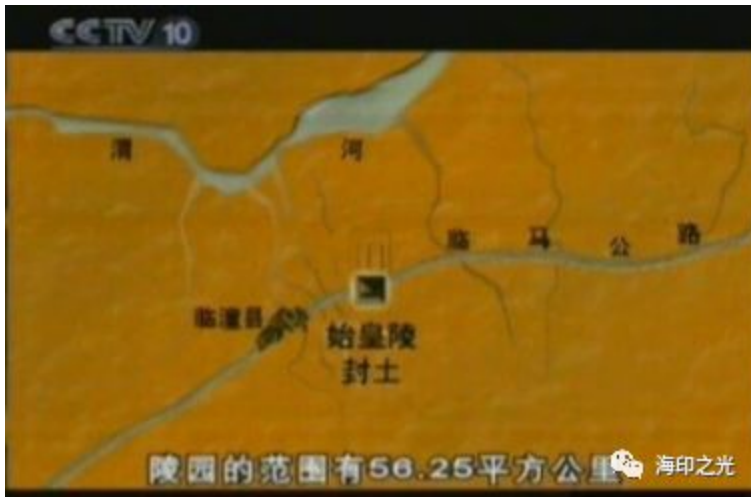 CCTV 10
渭 河
临 马 公 路
临潼县
始皇陵
封土
陵园的范围有56.25平方公里
海印之光